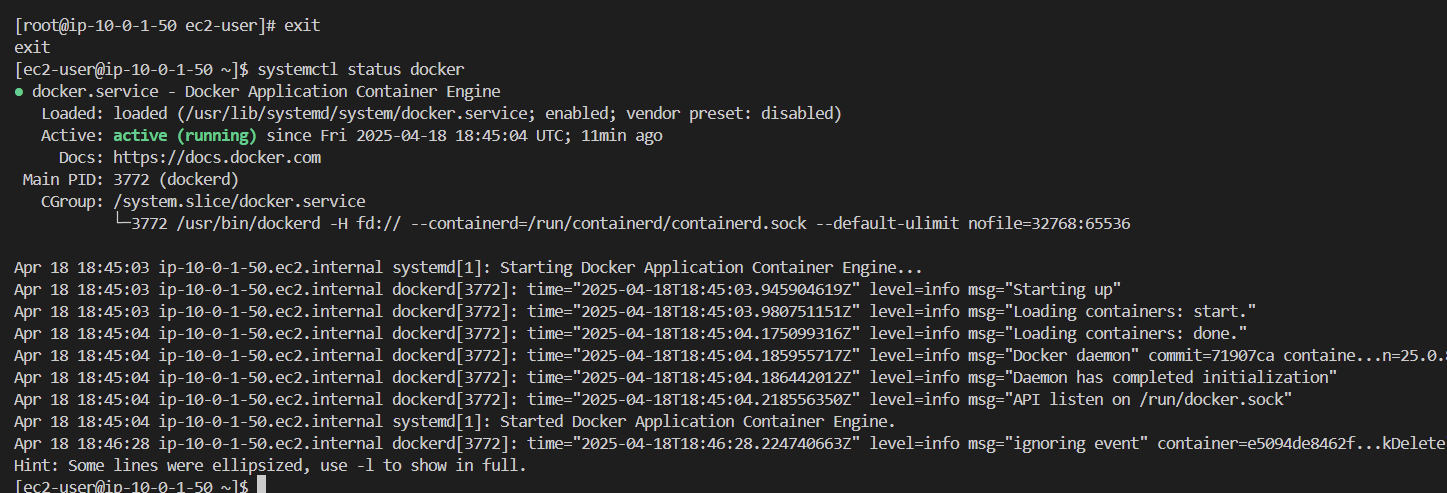 [root@ip-10-0-1-50 ec2-user]# exit
exit
[ec2-user@ip-10-0-1-50 ~]$ systemctl status docker
● docker.service - Docker Application Container Engine
   Loaded: loaded (/usr/lib/systemd/system/docker.service; enabled; vendor preset: disabled)
   Active: active (running) since Fri 2025-04-18 18:45:04 UTC; 11min ago
     Docs: https://docs.docker.com
 Main PID: 3772 (dockerd)
   CGroup: /system.slice/docker.service
           └─3772 /usr/bin/dockerd -H fd:// --containerd=/run/containerd/containerd.sock --default-ulimit nofile=32768:65536
Apr 18 18:45:03 ip-10-0-1-50.ec2.internal systemd[1]: Starting Docker Application Container Engine...
Apr 18 18:45:03 ip-10-0-1-50.ec2.internal dockerd[3772]: time="2025-04-18T18:45:03.945904619Z" level=info msg="Starting up"
Apr 18 18:45:03 ip-10-0-1-50.ec2.internal dockerd[3772]: time="2025-04-18T18:45:03.980751151Z" level=info msg="Loading containers: start."
Apr 18 18:45:04 ip-10-0-1-50.ec2.internal dockerd[3772]: time="2025-04-18T18:45:04.175099316Z" level=info msg="Loading containers: done."
Apr 18 18:45:04 ip-10-0-1-50.ec2.internal dockerd[3772]: time="2025-04-18T18:45:04.185955717Z" level=info msg="Docker daemon" commit=71907ca containe...n=25.0.8
Apr 18 18:45:04 ip-10-0-1-50.ec2.internal dockerd[3772]: time="2025-04-18T18:45:04.186442012Z" level=info msg="Daemon has completed initialization"
Apr 18 18:45:04 ip-10-0-1-50.ec2.internal dockerd[3772]: time="2025-04-18T18:45:04.218556350Z" level=info msg="API listen on /run/docker.sock"
Apr 18 18:45:04 ip-10-0-1-50.ec2.internal systemd[1]: Started Docker Application Container Engine.
Apr 18 18:46:28 ip-10-0-1-50.ec2.internal dockerd[3772]: time="2025-04-18T18:46:28.224740663Z" level=info msg="ignoring event" container=e5094de8462f...kDelete
Hint: Some lines were ellipsized, use -l to show in full.
[ec2-user@ip-10-0-1-50 ~]$